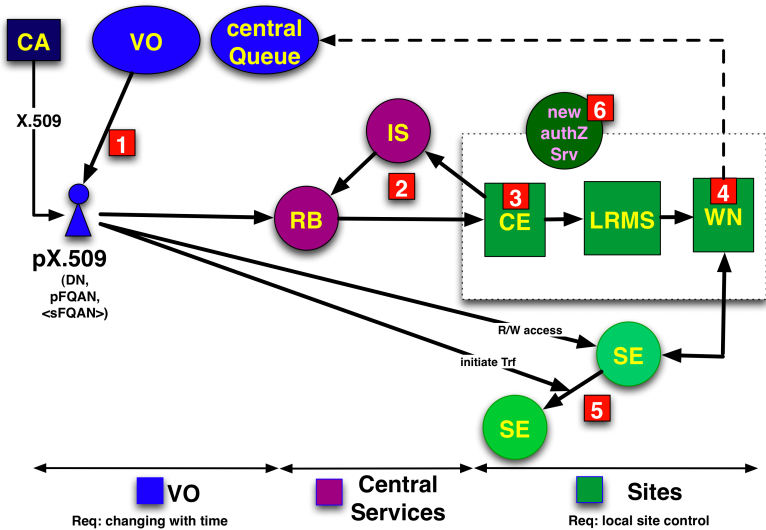 CA
VO
central
Queue
X.509
1
IS
new
authZ
Srv
6
2
3
4
RB
CE
LRMS
WN
pX.509
(DN,
pFQAN,
<sFQAN>)
R/W access
initiate Trf
SE
5
SE
VO
Req: changing with time
Central
Services
Sites
Req: local site control